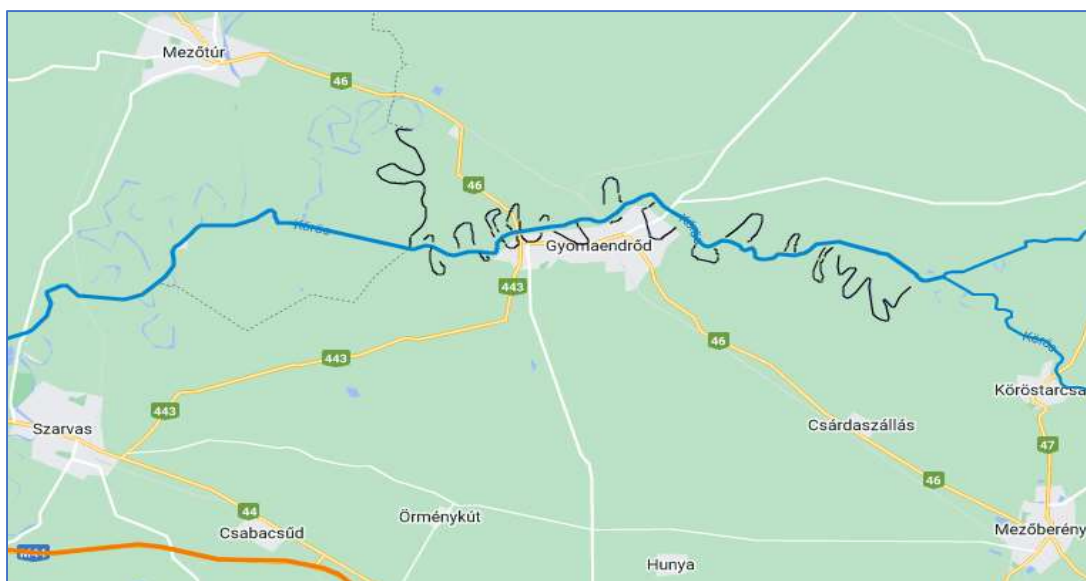 Mezőtúr
46
46
Körös
Körös
Gyomaendrőd
443
443
46
Körös
Köröstarcsa
443
Szarvas
Csárdaszállás
47
46
44
Örménykút
Csabacsűd
Mezőberény
M44
Hunya